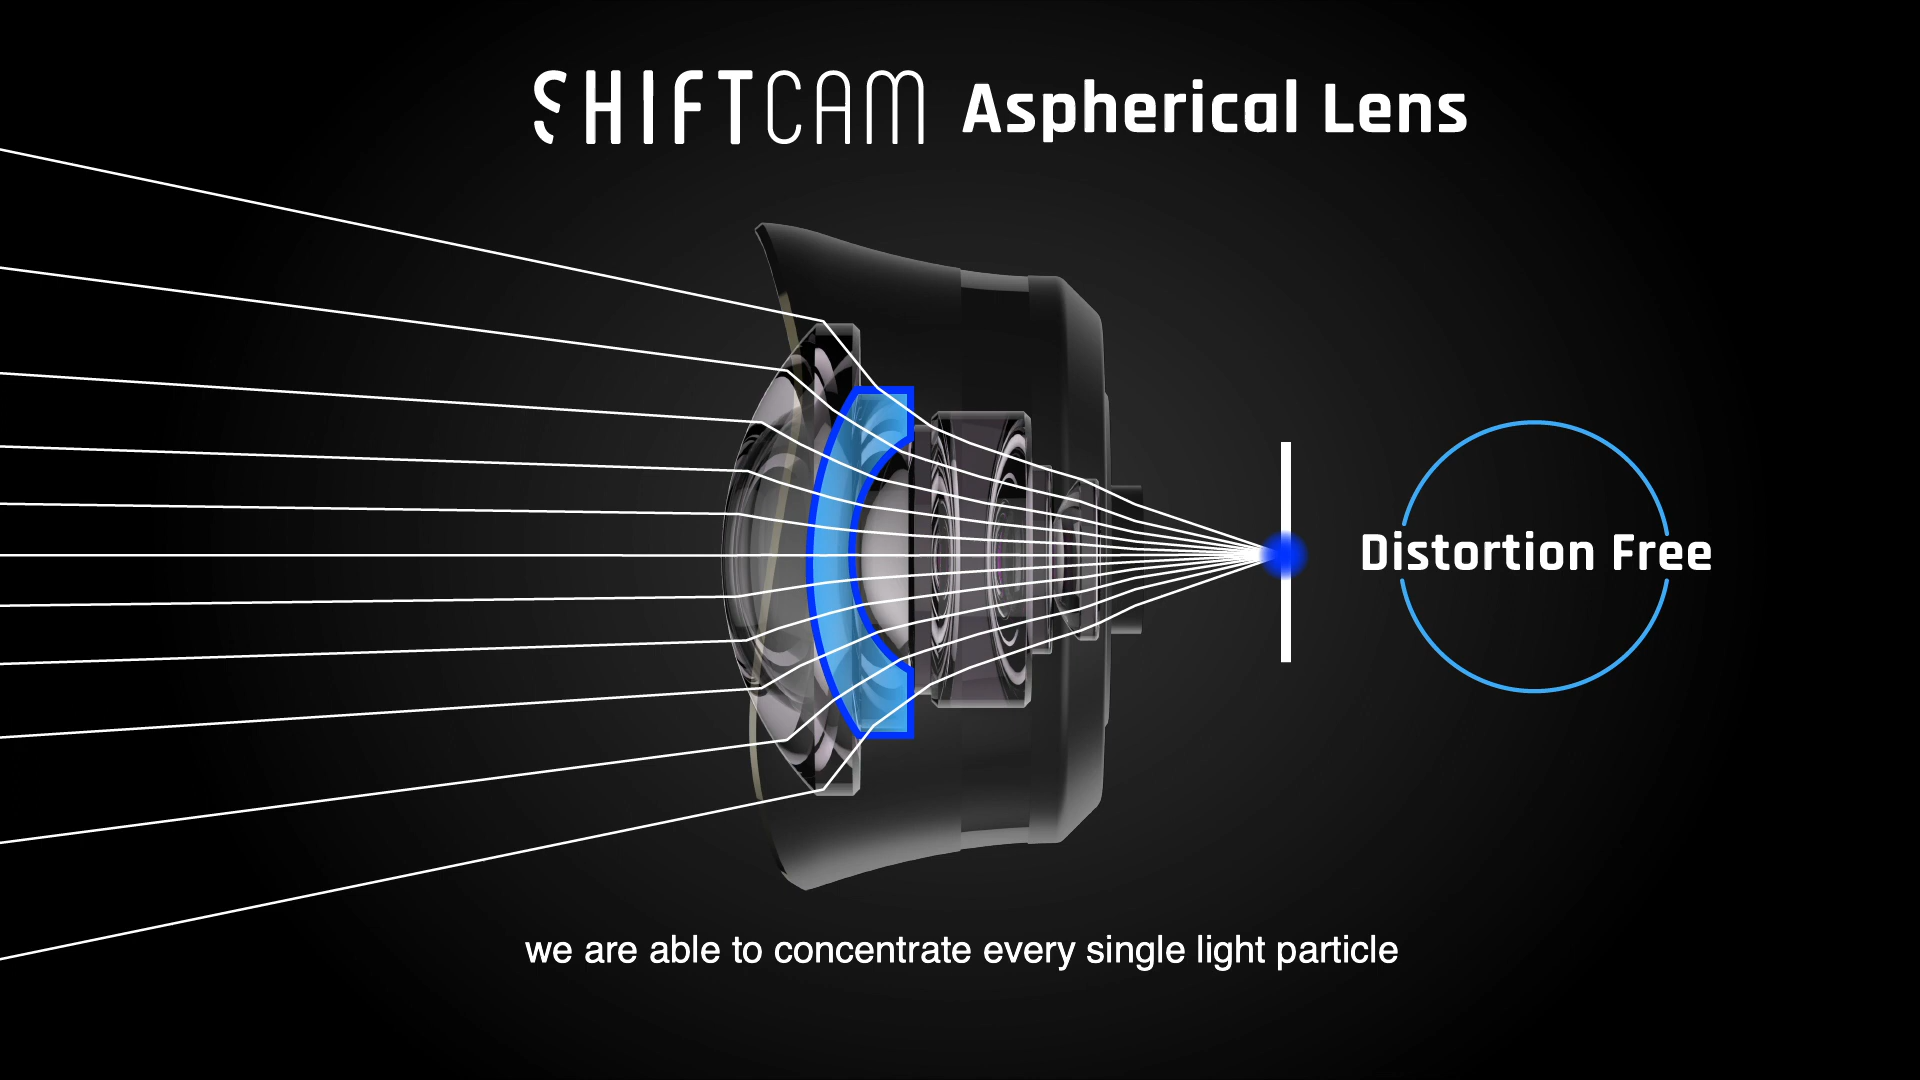 SHIFTCAM Aspherical Lens
Distortion Free
we are able to concentrate every single light particle